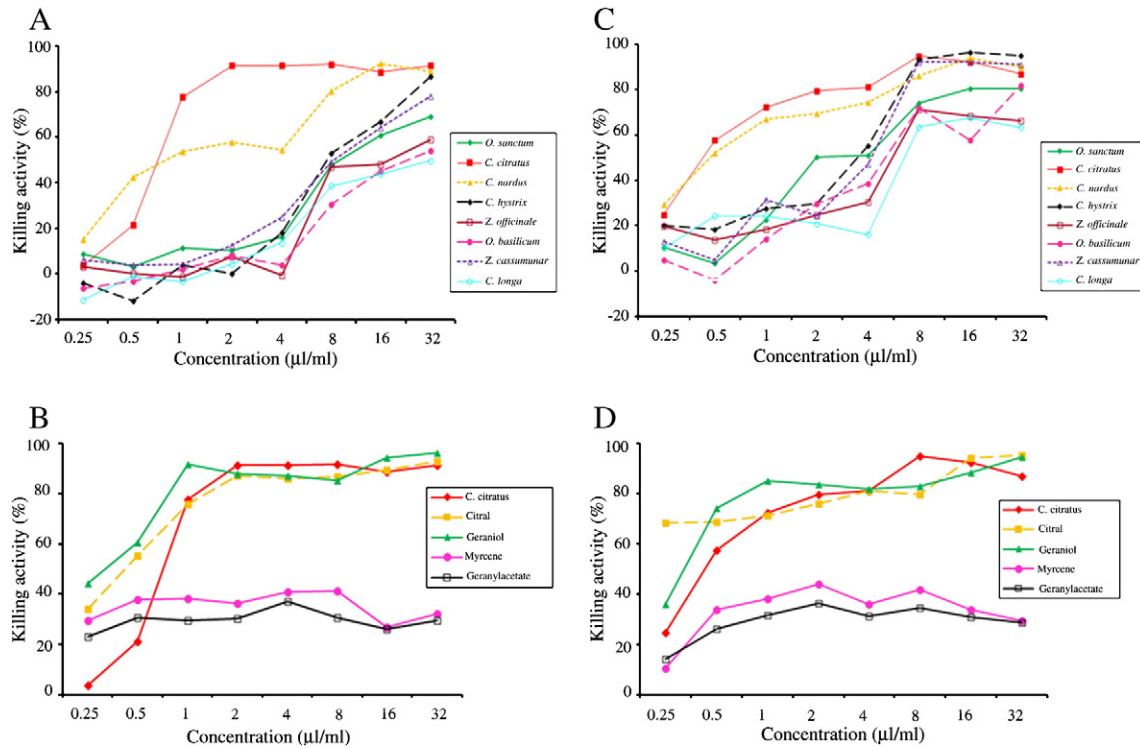 A
Killing activity (%)
100
80
60
40
20
0
-20
0.25 0.5 1 2 4 8 16 32
Concentration (µl/ml)
O. sanctum
C. citratus
C. nardus
C. hystrix
Z. officinale
O. basilicum
Z. cassumunar
C. longa
C
Killing activity (%)
100
80
60
40
20
0
-20
0.25 0.5 1 2 4 8 16 32
Concentration (µl/ml)
O. sanctum
C. citratus
C. nardus
C. hystrix
Z. officinale
O. basilicum
Z. cassumunar
C. longa
B
Killing activity (%)
100
80
60
40
20
0
0.25 0.5 1 2 4 8 16 32
Concentration (µl/ml)
C. citratus
Citral
Geraniol
Myrcene
Geranylacetate
D
Killing activity (%)
100
80
60
40
20
0
0.25 0.5 1 2 4 8 16 32
Concentration (µl/ml)
C. citratus
Citral
Geraniol
Myrcene
Geranylacetate